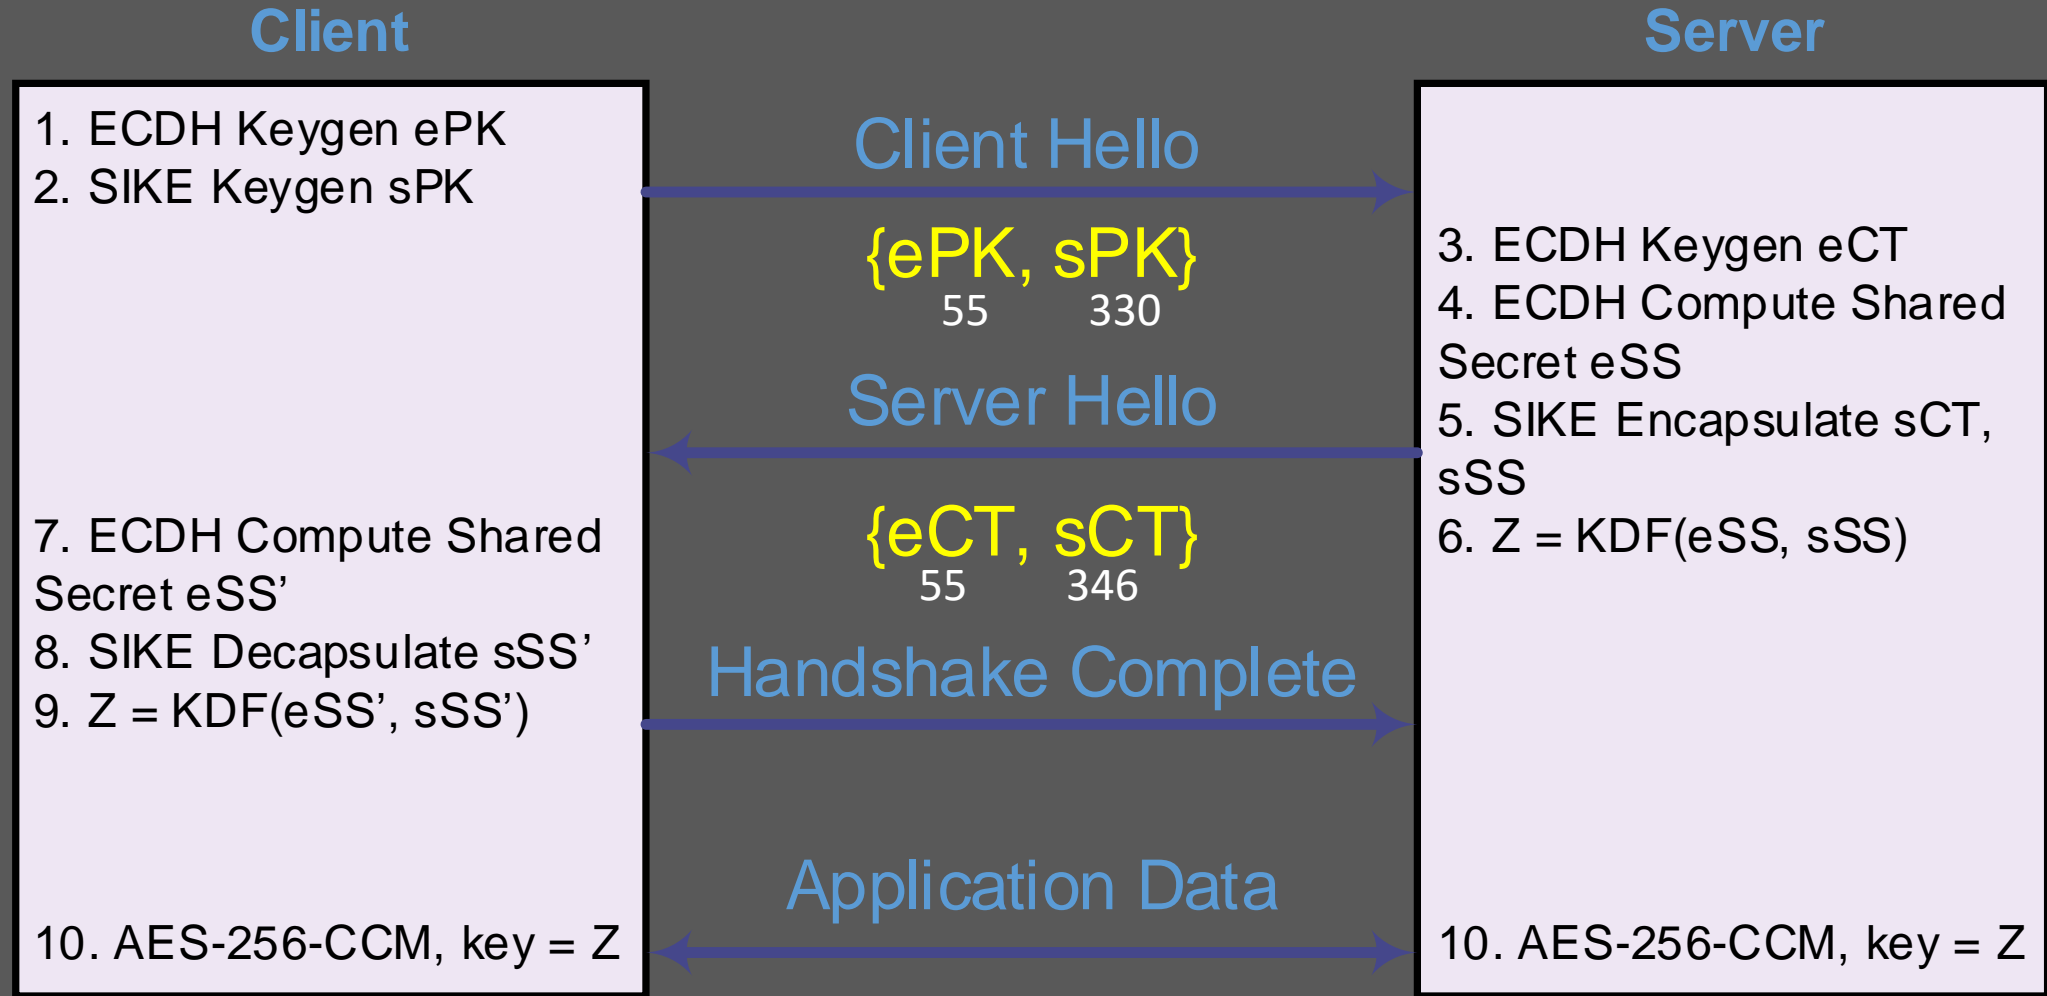 Client
Server
1. ECDH Keygen ePK
2. SIKE Keygen sPK
7. ECDH Compute Shared
Secret eSS’
8. SIKE Decapsulate sSS’
9. Z = KDF(eSS’, sSS’)
10. AES-256-CCM, key = Z
Client Hello
{ePK, sPK}
55 330
Server Hello
{eCT, sCT}
55 346
Handshake Complete
Application Data
3. ECDH Keygen eCT
4. ECDH Compute Shared
Secret eSS
5. SIKE Encapsulate sCT,
sSS
6. Z = KDF(eSS, sSS)
10. AES-256-CCM, key = Z